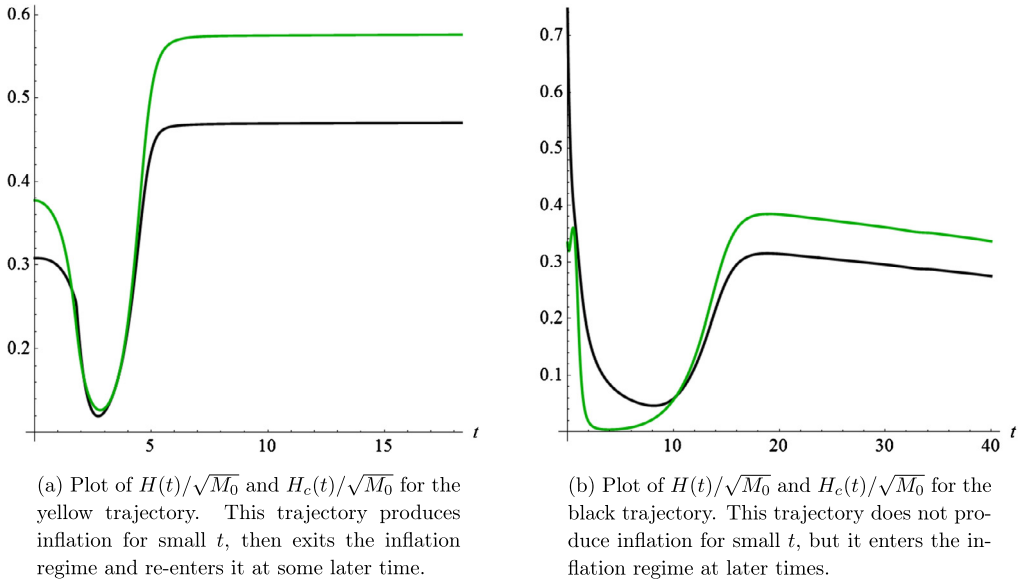 0.6
0.5
0.4
0.3
0.2
5
10
15
t
0.7
0.6
0.5
0.4
0.3
0.2
0.1
10
20
30
40
t
(a) Plot of H(t)/√M₀ and H_c(t)/√M₀ for the
yellow trajectory. This trajectory produces
inflation for small t, then exits the inflation
regime and re-enters it at some later time.
(b) Plot of H(t)/√M₀ and H_c(t)/√M₀ for the
black trajectory. This trajectory does not pro-
duce inflation for small t, but it enters the in-
flation regime at later times.